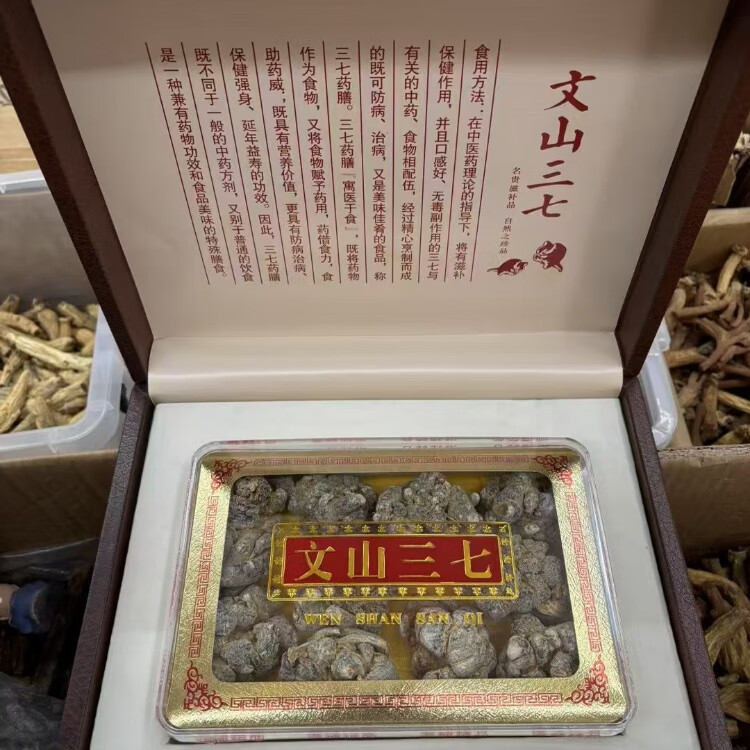 文山三七
名贵滋补品 自然之珍品
食用方法：在中医药理论的指导下，将有滋补
保健作用，并且口感好、无毒副作用的三七与
有关的中药、食物相配伍，经过精心烹制而成
的既可防病、治病，又是美味佳肴的食品，称
三七药膳。三七药膳“寓医于食”，既将药物
作为食物，又将食物赋予药用，药借食力，食
助药威；既具有营养价值，更具有防病治病、
保健强身、延年益寿的功效。因此，三七药膳
既不同于一般的中药方剂，又别于普通的饮食
是一种兼有药物功效和食品美味的特殊膳食。
文山三七
WEN SHAN SAN QI